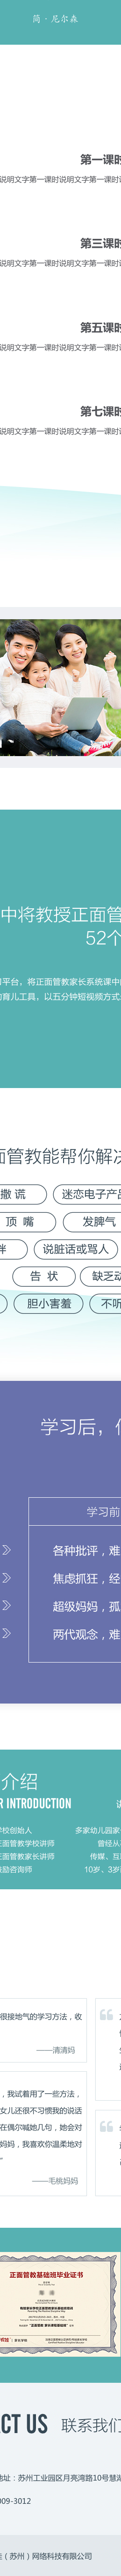 简·尼尔森
第一课时
说明文字第一课时说明文字第一课时
第三课时
说明文字第一课时说明文字第一课时
第五课时
说明文字第一课时说明文字第一课时
第七课时
说明文字第一课时说明文字第一课时
中将教授正面管
52个
平台，将正面管教家长系统课中
育儿工具，以五分钟短视频方式
面管教能帮你解决
撒 谎
迷恋电子产品
顶 嘴
发脾气
说脏话或骂人
告 状
缺乏动
胆小害羞
不听
学习后，
学习前
各种批评，难
焦虑抓狂，经
超级妈妈，孤
两代观念，难
介绍
R INTRODUCTION
学校创始人
多家幼儿园家
正面管教学校讲师
曾经从
正面管教家长讲师
传媒、互
鼓励咨询师
10岁、3岁
很接地气的学习方法，收
——清清妈
，我试着用了一些方法，
女儿还很不习惯我的说话
在偶尔喊她几句，她会对
妈妈，我喜欢你温柔地对
”
——毛桃妈妈
正面管教基础班毕业证书
CT US
联系我们
地址：苏州工业园区月亮湾路10号慧湖
009-3012
（苏州）网络科技有限公司